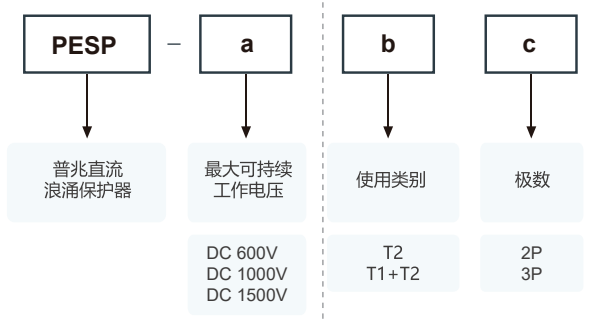 PESP – a b c
普兆直流
浪涌保护器
最大可持续
工作电压
使用类别
极数
DC 600V
DC 1000V
DC 1500V
T2
T1+T2
2P
3P